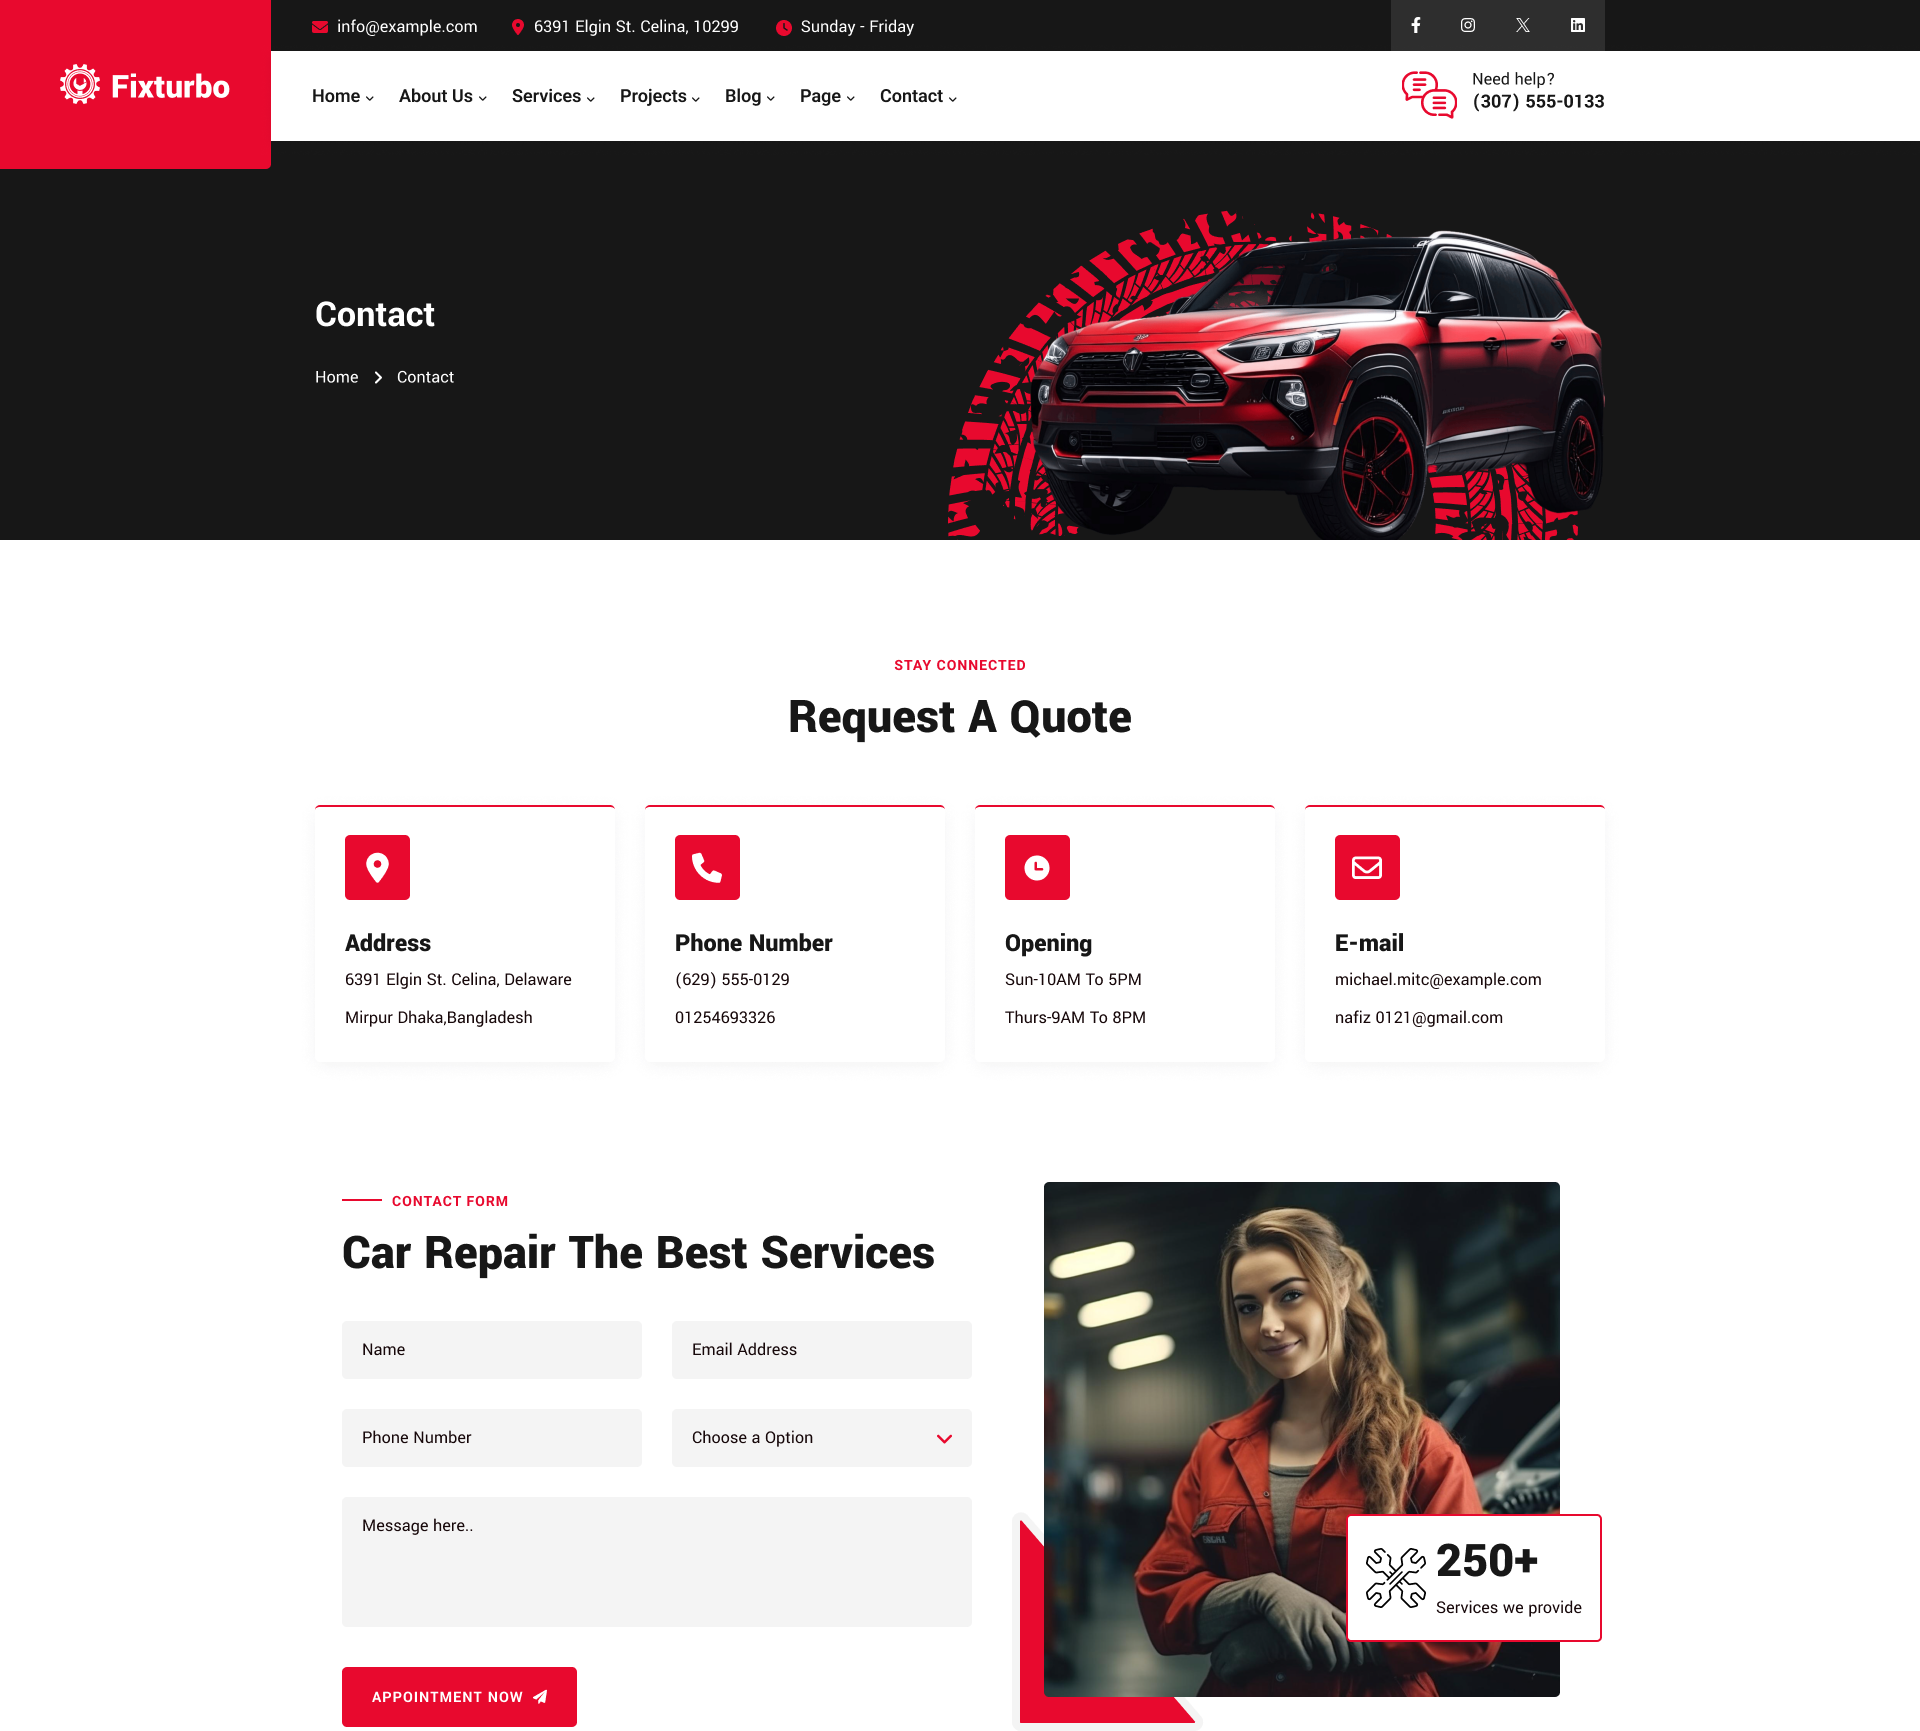 info@example.com
6391 Elgin St. Celina, 10299
Sunday - Friday
Fixturbo
Home
About Us
Services
Projects
Blog
Page
Contact
Need help?
(307) 555-0133
Contact
Home
Contact
STAY CONNECTED
Request A Quote
Address
6391 Elgin St. Celina, Delaware
Mirpur Dhaka,Bangladesh
Phone Number
(629) 555-0129
01254693326
Opening
Sun-10AM To 5PM
Thurs-9AM To 8PM
E-mail
michael.mitc@example.com
nafiz 0121@gmail.com
CONTACT FORM
Car Repair The Best Services
Name
Email Address
Phone Number
Choose a Option
Message here..
APPOINTMENT NOW
250+
Services we provide